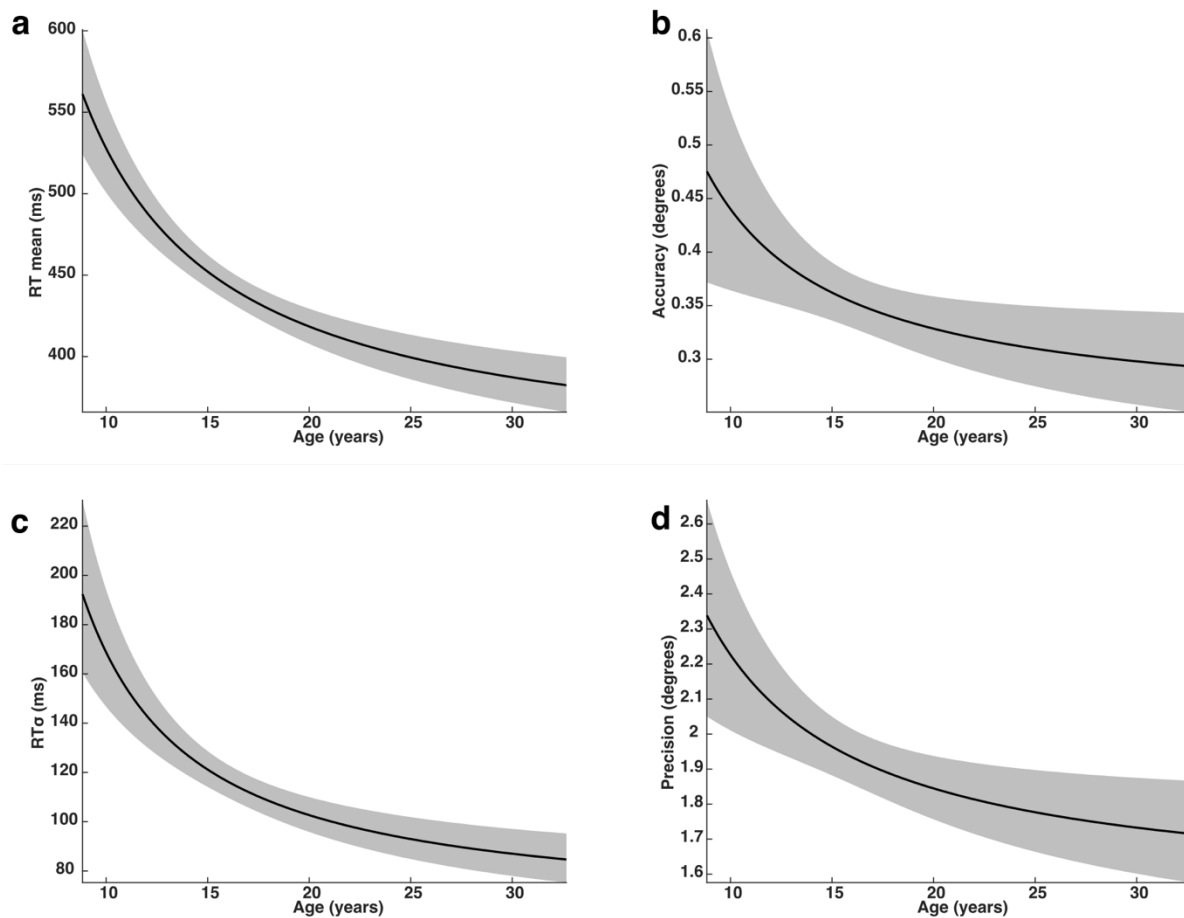 a
600
550
500
450
400
RT mean (ms)
10 15 20 25 30
Age (years)
b
0.6
0.55
0.5
0.45
0.4
0.35
0.3
Accuracy (degrees)
10 15 20 25 30
Age (years)
c
220
200
180
160
140
120
100
80
RTσ (ms)
10 15 20 25 30
Age (years)
d
2.6
2.5
2.4
2.3
2.2
2.1
2
1.9
1.8
1.7
1.6
Precision (degrees)
10 15 20 25 30
Age (years)